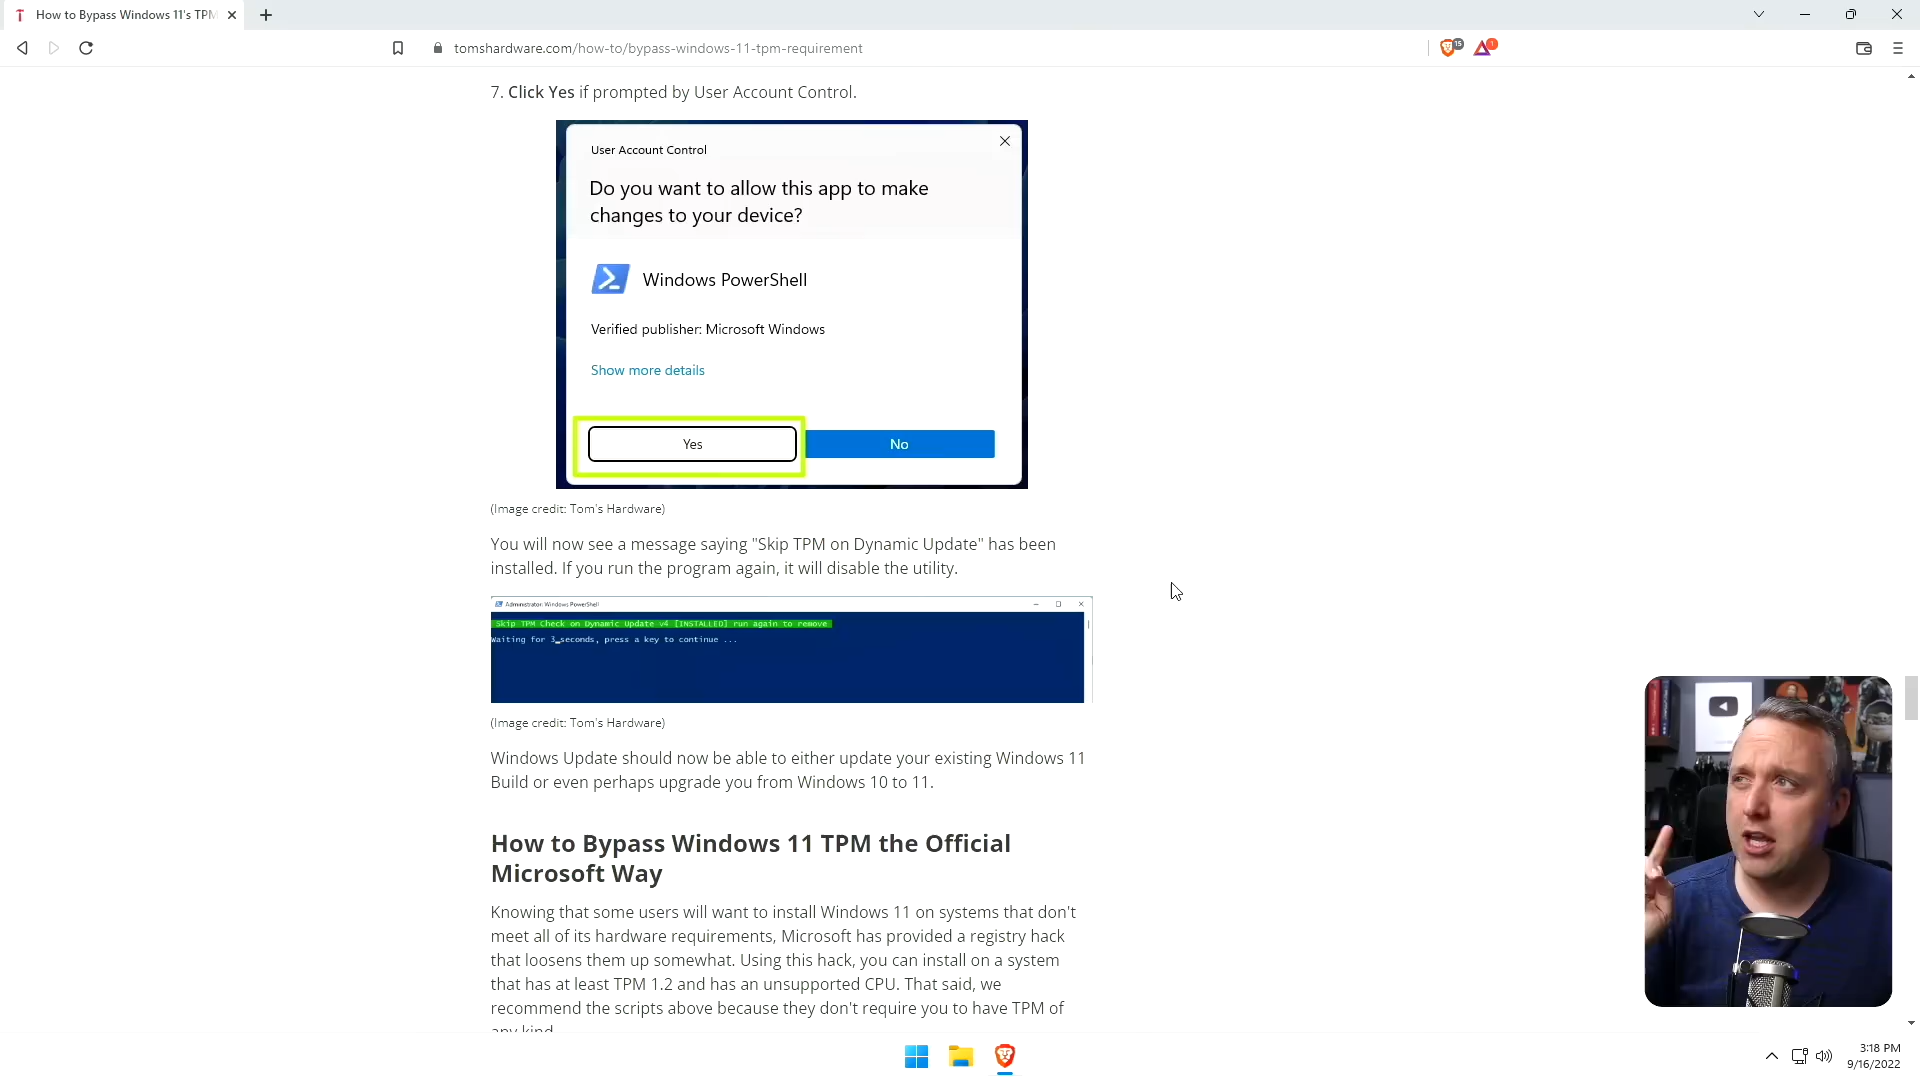 How to Bypass Windows 11's TPM
tomshardware.com/how-to/bypass-windows-11-tpm-requirement
15
1
7. Click Yes if prompted by User Account Control.
User Account Control
Do you want to allow this app to make
changes to your device?
Windows PowerShell
Verified publisher: Microsoft Windows
Show more details
Yes
No
(Image credit: Tom's Hardware)
You will now see a message saying "Skip TPM on Dynamic Update" has been
installed. If you run the program again, it will disable the utility.
Administrator: Windows PowerShell
Skip TPM Check on Dynamic Update v4 [INSTALLED] run again to remove
Waiting for 3 seconds, press a key to continue ...
(Image credit: Tom's Hardware)
Windows Update should now be able to either update your existing Windows 11
Build or even perhaps upgrade you from Windows 10 to 11.
How to Bypass Windows 11 TPM the Official
Microsoft Way
Knowing that some users will want to install Windows 11 on systems that don't
meet all of its hardware requirements, Microsoft has provided a registry hack
that loosens them up somewhat. Using this hack, you can install on a system
that has at least TPM 1.2 and has an unsupported CPU. That said, we
recommend the scripts above because they don't require you to have TPM of
any kind
3:18 PM
9/16/2022